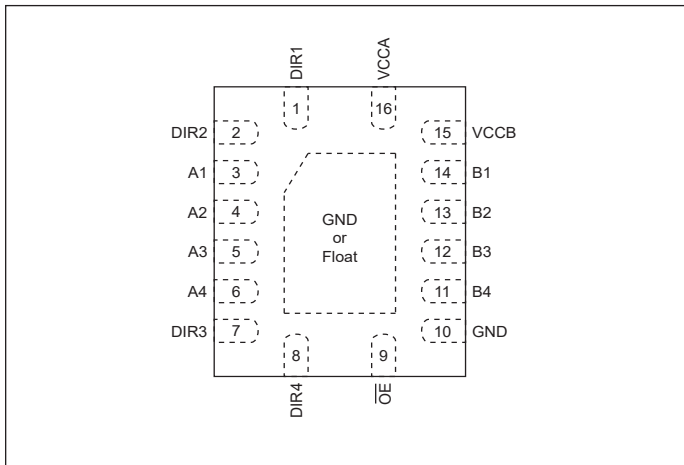 DIR1
VCCA
1
16
DIR2 2
15 VCCB
A1 3
14 B1
A2 4
13 B2
A3 5
12 B3
A4 6
11 B4
DIR3 7
10 GND
GND
or
Float
8
9
DIR4
O̅E̅